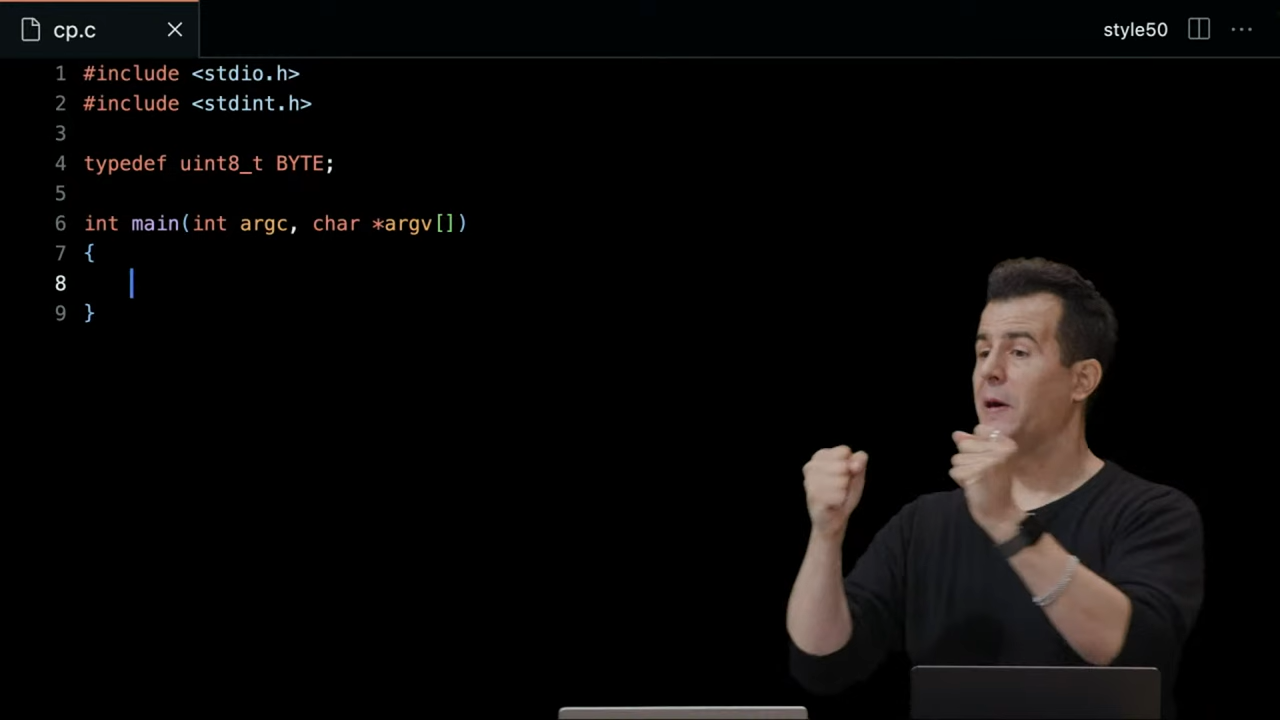 cp.c
style50
1 #include <stdio.h>
2 #include <stdint.h>
3
4 typedef uint8_t BYTE;
5
6 int main(int argc, char *argv[])
7 {
8
9 }